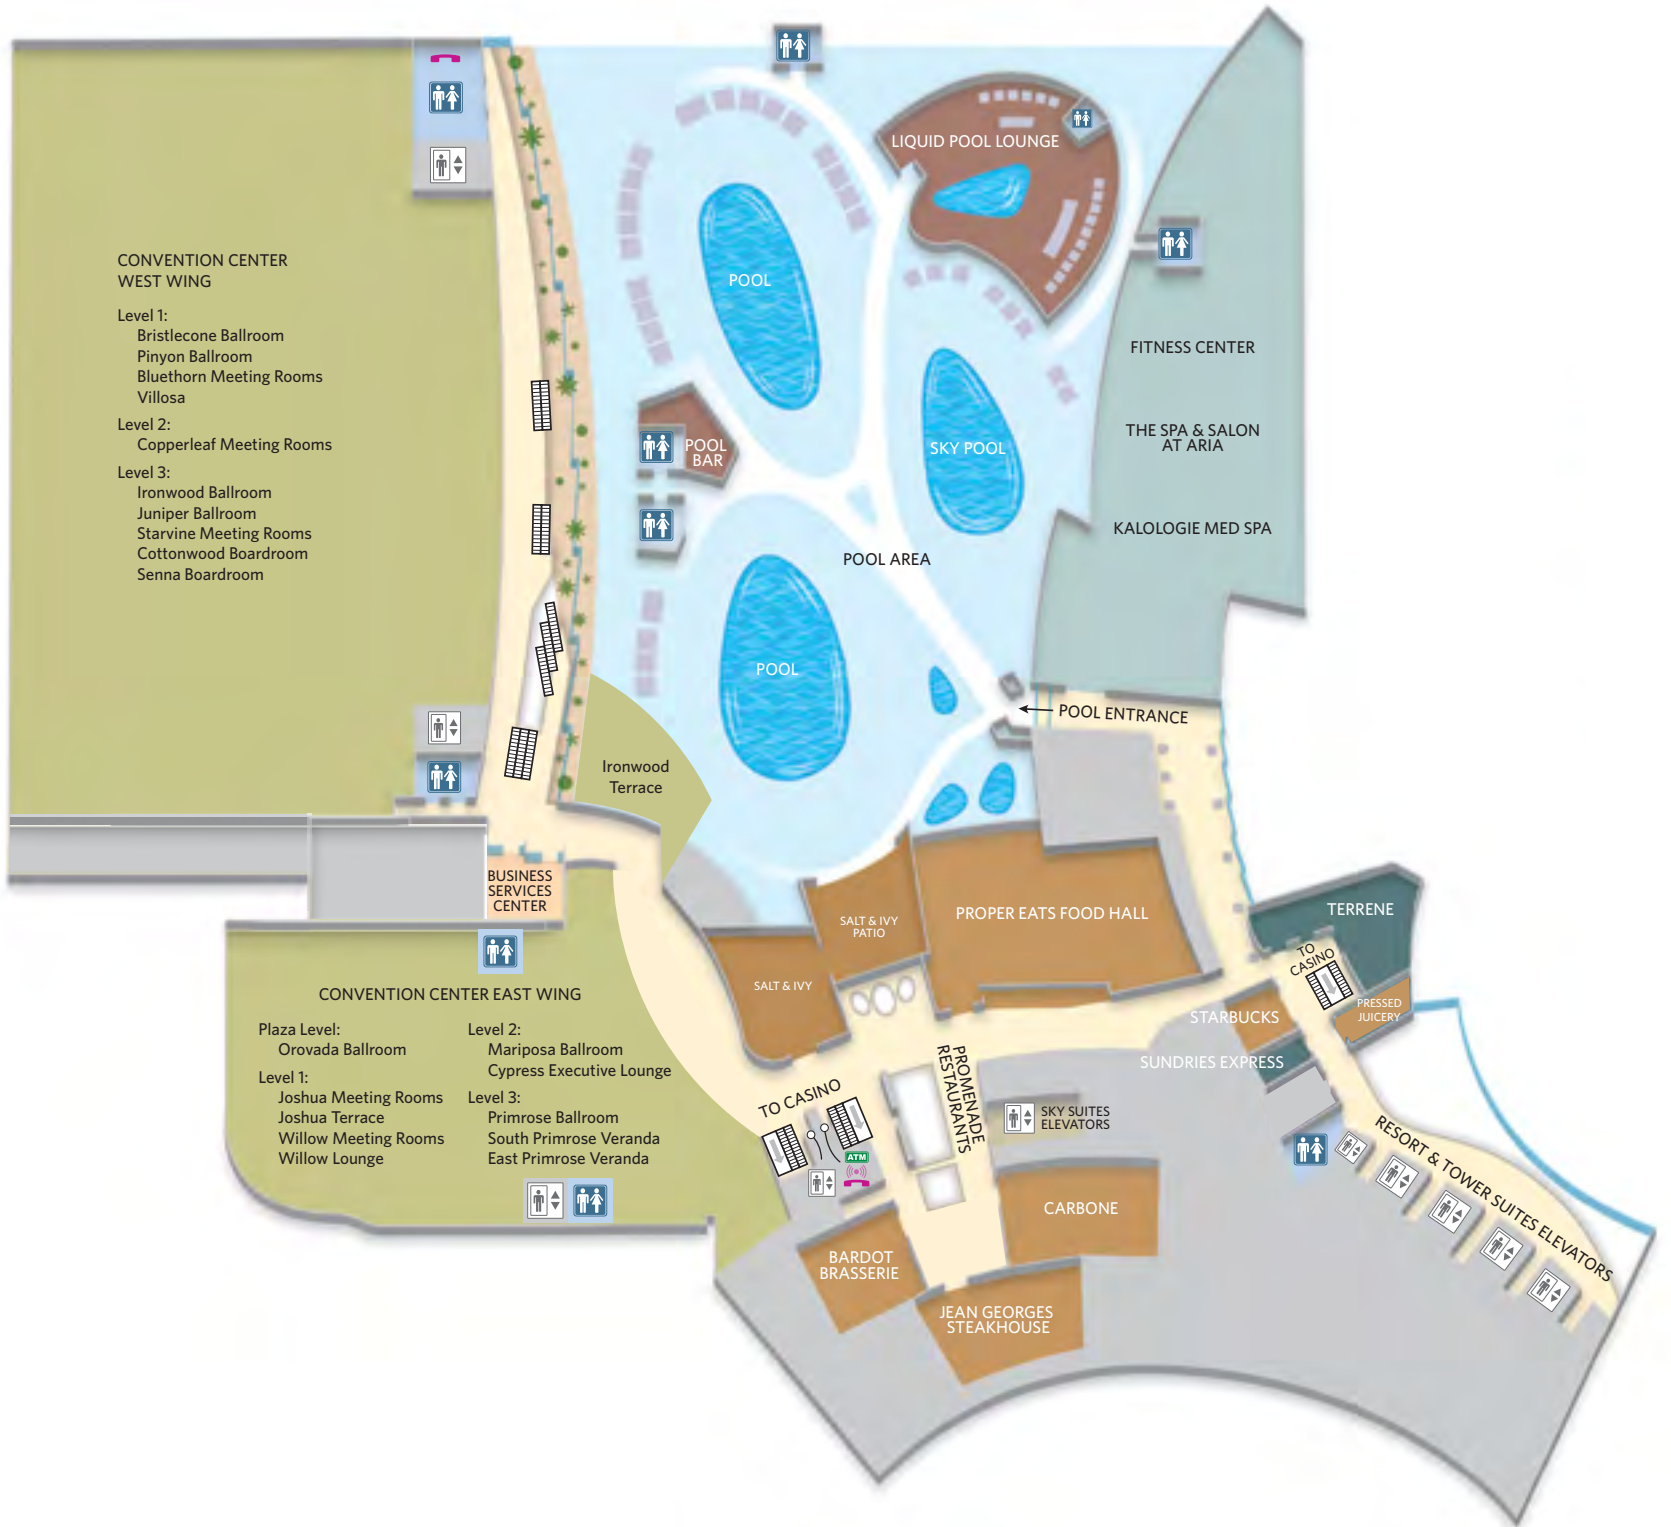 LIQUID POOL LOUNGE
CONVENTION CENTER
WEST WING
Level 1:
Bristlecone Ballroom
Pinyon Ballroom
Bluethorn Meeting Rooms
Villosa
Level 2:
Copperleaf Meeting Rooms
Level 3:
Ironwood Ballroom
Juniper Ballroom
Starvine Meeting Rooms
Cottonwood Boardroom
Senna Boardroom
POOL
FITNESS CENTER
THE SPA & SALON
AT ARIA
KALOLOGIE MED SPA
POOL
BAR
SKY POOL
POOL AREA
POOL
POOL ENTRANCE
Ironwood
Terrace
BUSINESS
SERVICES
CENTER
SALT & IVY
PATIO
PROPER EATS FOOD HALL
TERRENE
TO
CASINO
SALT & IVY
PRESSED
JUICERY
STARBUCKS
SUNDRIES EXPRESS
CONVENTION CENTER EAST WING
Plaza Level:
Orovada Ballroom
Level 1:
Joshua Meeting Rooms
Joshua Terrace
Willow Meeting Rooms
Willow Lounge
Level 2:
Mariposa Ballroom
Cypress Executive Lounge
Level 3:
Primrose Ballroom
South Primrose Veranda
East Primrose Veranda
PROMENADE
RESTAURANTS
TO CASINO
ATM
SKY SUITES
ELEVATORS
RESORT & TOWER SUITES ELEVATORS
CARBONE
BARDOT
BRASSERIE
JEAN GEORGES
STEAKHOUSE